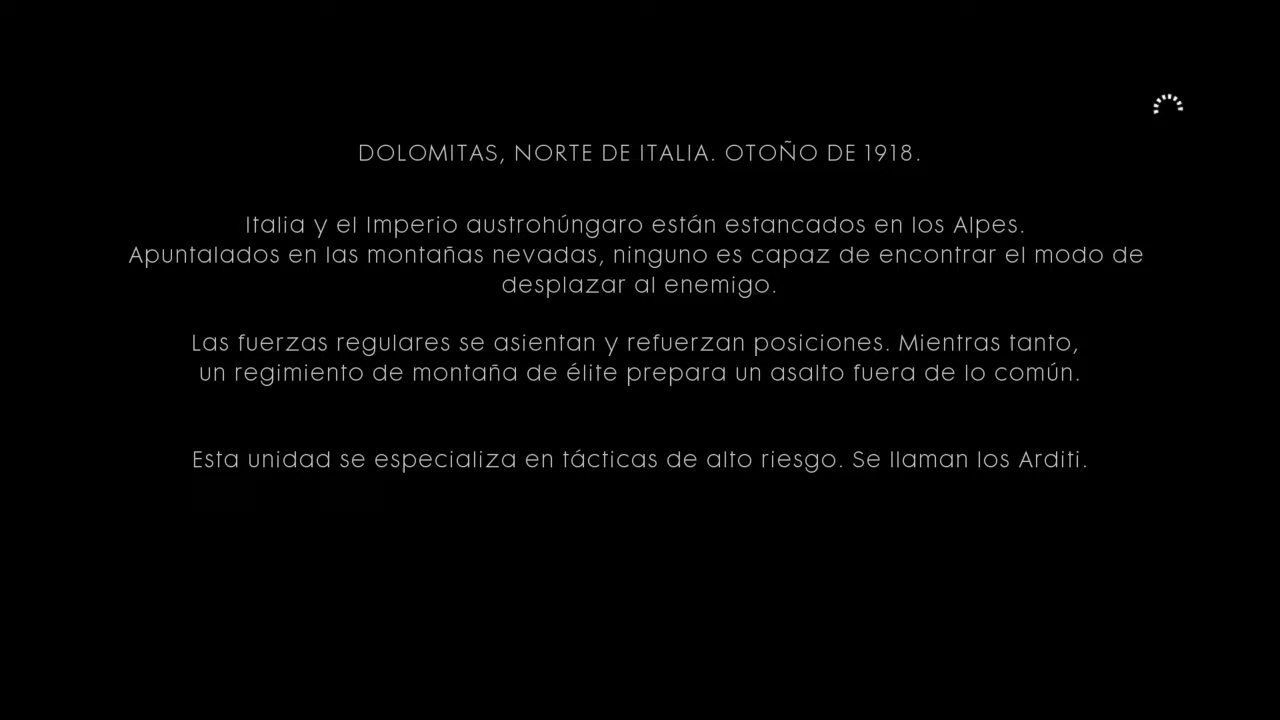 DOLOMITAS, NORTE DE ITALIA. OTOÑO DE 1918.
Italia y el Imperio austrohúngaro están estancados en los Alpes.
Apuntalados en las montañas nevadas, ninguno es capaz de encontrar el modo de
desplazar al enemigo.
Las fuerzas regulares se asientan y refuerzan posiciones. Mientras tanto,
un regimiento de montaña de élite prepara un asalto fuera de lo común.
Esta unidad se especializa en tácticas de alto riesgo. Se llaman los Arditi.